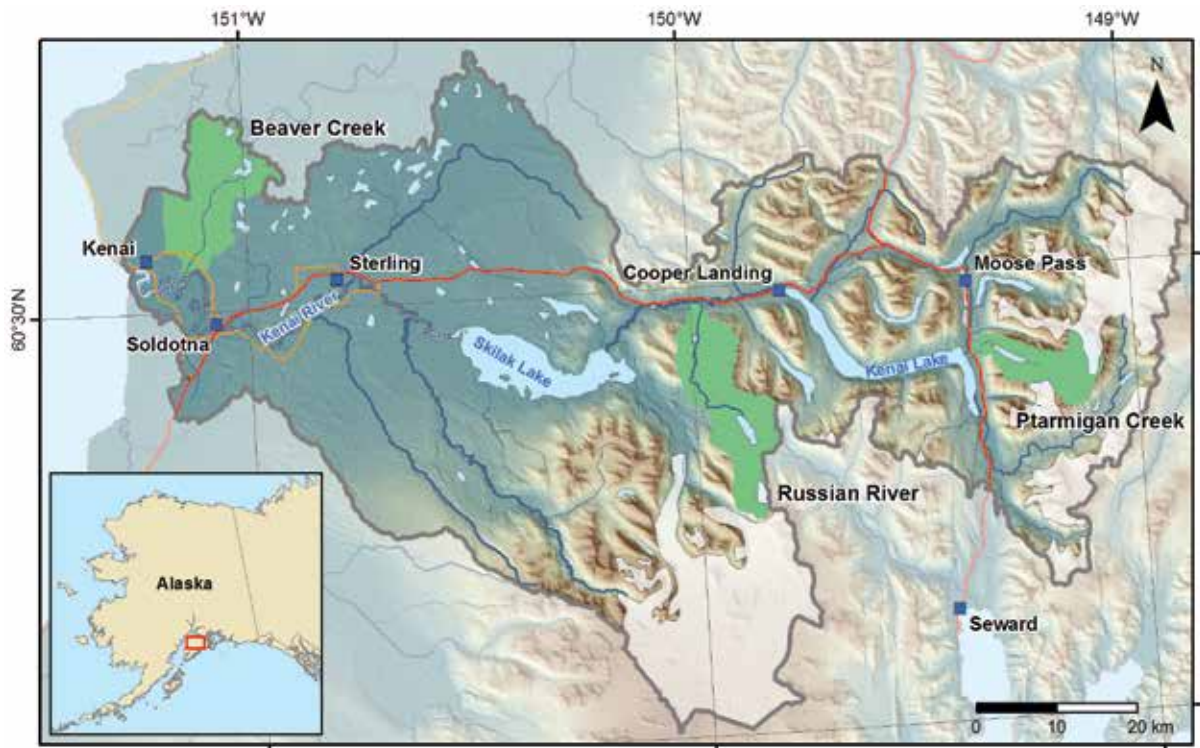 151°W
150°W
149°W
N
Beaver Creek
Kenai
Sterling
Cooper Landing
Moose Pass
60°30'N
Kenai River
Soldotna
Skilak Lake
Kenai Lake
Ptarmigan Creek
Russian River
Alaska
Seward
0 10 20 km